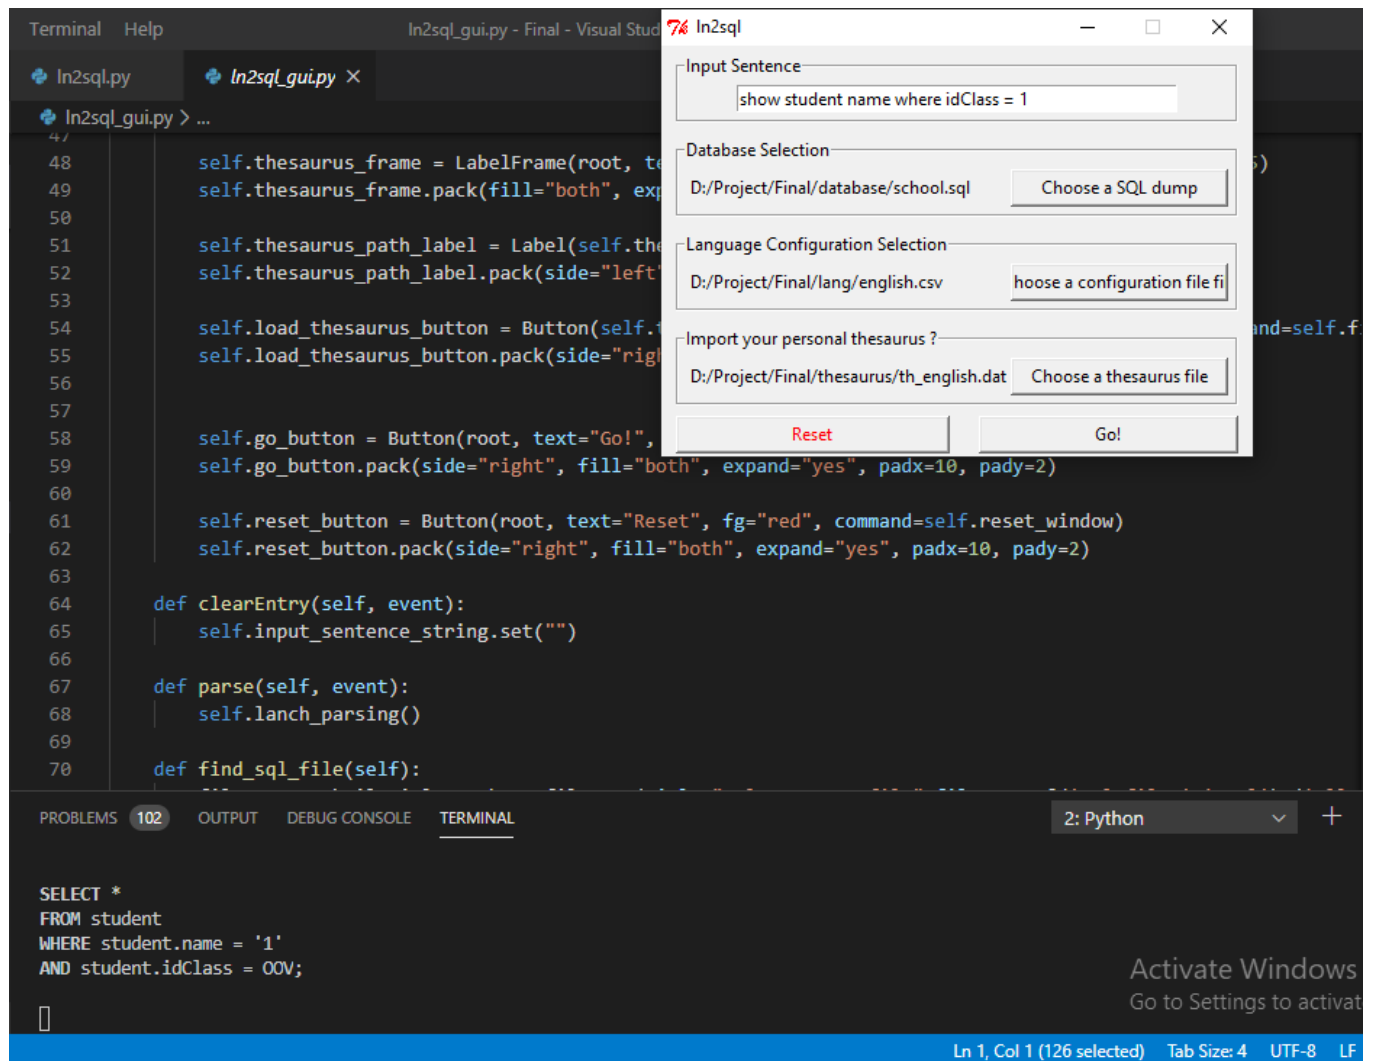 Terminal Help ln2sql_gui.py - Final - Visual Stud
ln2sql.py ln2sql_gui.py ×
ln2sql_gui.py > ...
47
48 self.thesaurus_frame = LabelFrame(root, te
49 self.thesaurus_frame.pack(fill="both", exp
50
51 self.thesaurus_path_label = Label(self.the
52 self.thesaurus_path_label.pack(side="left"
53
54 self.load_thesaurus_button = Button(self.t and=self.f
55 self.load_thesaurus_button.pack(side="righ
56
57
58 self.go_button = Button(root, text="Go!",
59 self.go_button.pack(side="right", fill="both", expand="yes", padx=10, pady=2)
60
61 self.reset_button = Button(root, text="Reset", fg="red", command=self.reset_window)
62 self.reset_button.pack(side="right", fill="both", expand="yes", padx=10, pady=2)
63
64 def clearEntry(self, event):
65 self.input_sentence_string.set("")
66
67 def parse(self, event):
68 self.lanch_parsing()
69
70 def find_sql_file(self):
ln2sql
Input Sentence
show student name where idClass = 1
Database Selection
D:/Project/Final/database/school.sql Choose a SQL dump
Language Configuration Selection
D:/Project/Final/lang/english.csv hoose a configuration file fi
Import your personal thesaurus ?
D:/Project/Final/thesaurus/th_english.dat Choose a thesaurus file
Reset Go!
PROBLEMS 102 OUTPUT DEBUG CONSOLE TERMINAL 2: Python
SELECT *
FROM student
WHERE student.name = '1'
AND student.idClass = OOV;
Activate Windows
Go to Settings to activat
Ln 1, Col 1 (126 selected) Tab Size: 4 UTF-8 LF